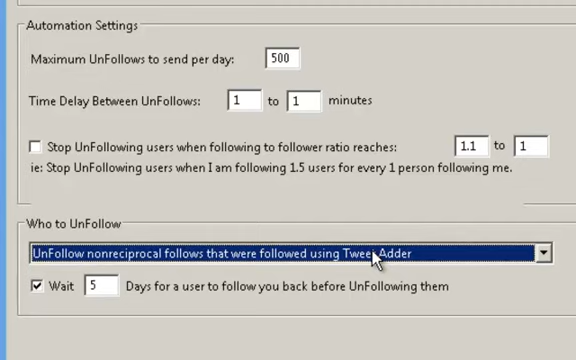 Automation Settings
Maximum UnFollows to send per day: 500
Time Delay Between UnFollows: 1 to 1 minutes
Stop UnFollowing users when following to follower ratio reaches: 1.1 to 1
ie: Stop UnFollowing users when I am following 1.5 users for every 1 person following me.
Who to UnFollow
UnFollow nonreciprocal follows that were followed using Tweet Adder
Wait 5 Days for a user to follow you back before UnFollowing them